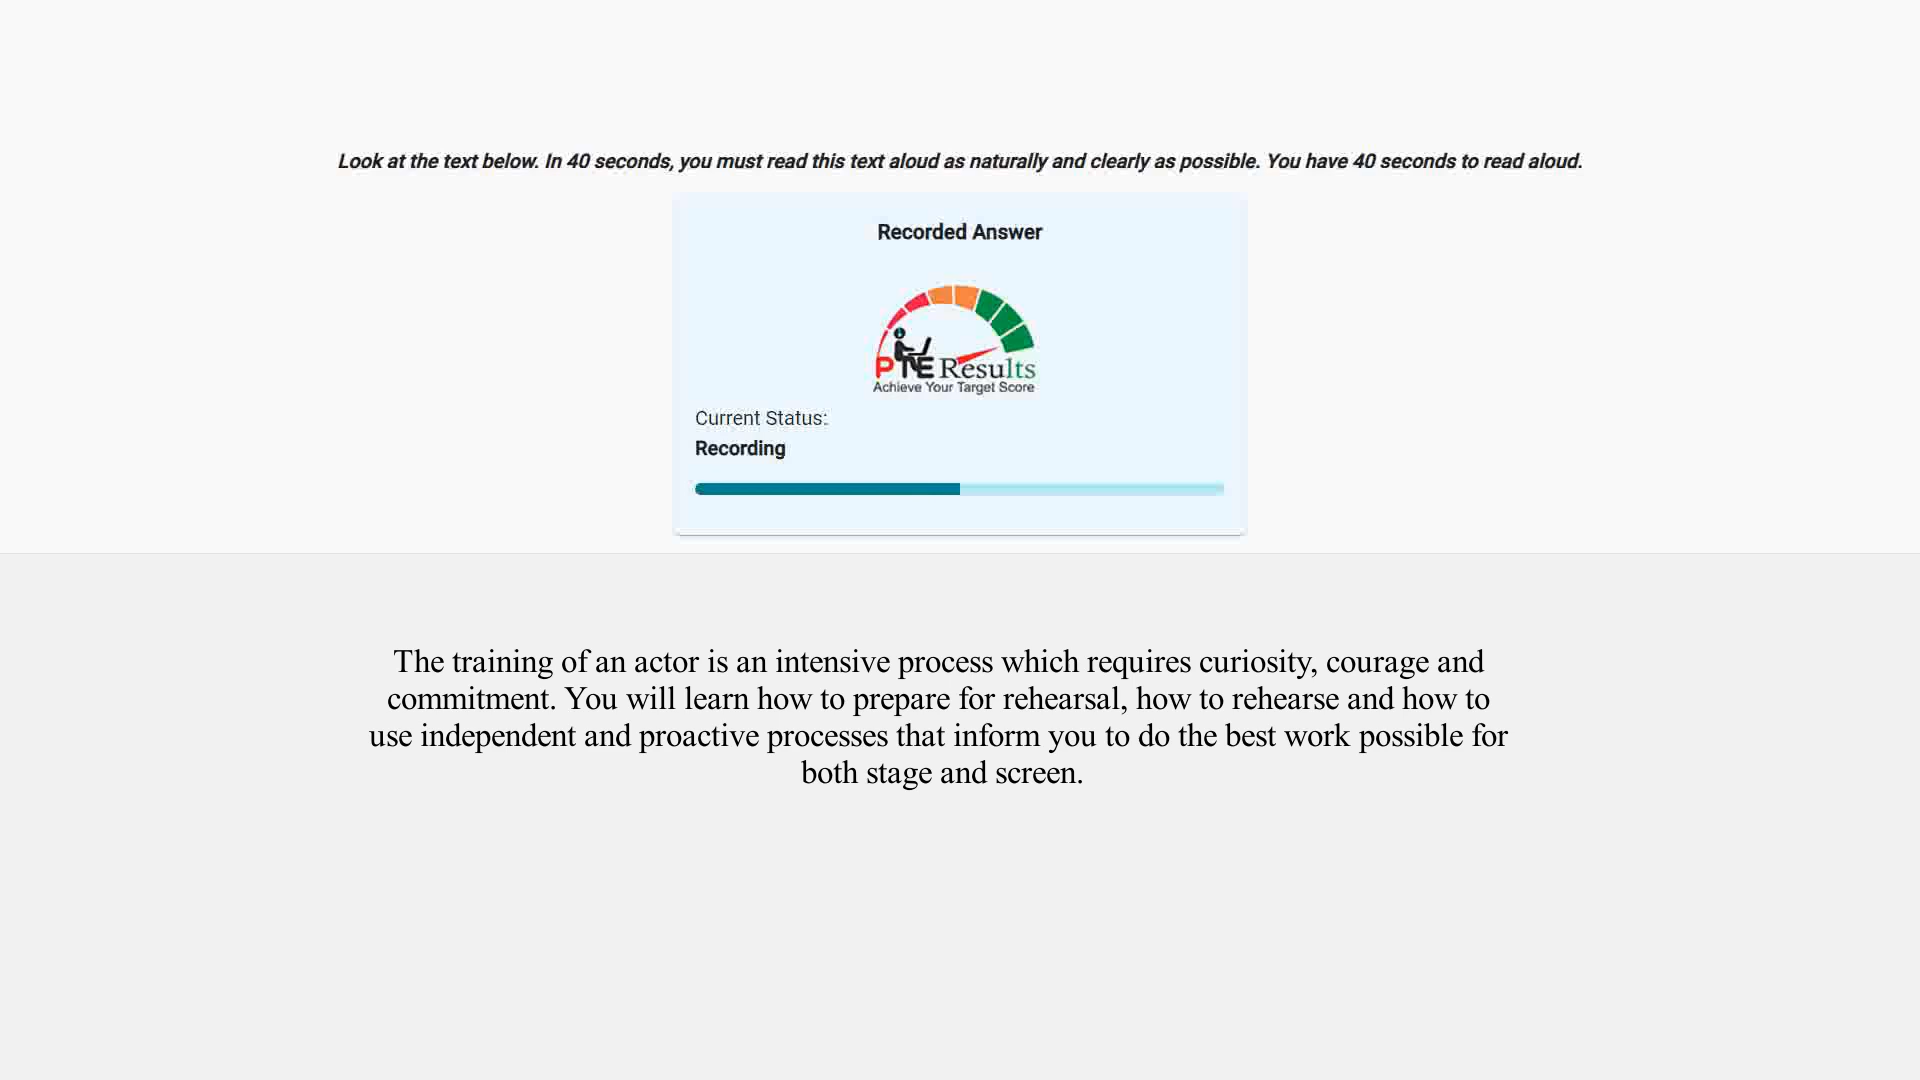 Look at the text below. In 40 seconds, you must read this text aloud as naturally and clearly as possible. You have 40 seconds to read aloud.
Recorded Answer
PTE Results
Achieve Your Target Score
Current Status:
Recording
The training of an actor is an intensive process which requires curiosity, courage and
commitment. You will learn how to prepare for rehearsal, how to rehearse and how to
use independent and proactive processes that inform you to do the best work possible for
both stage and screen.